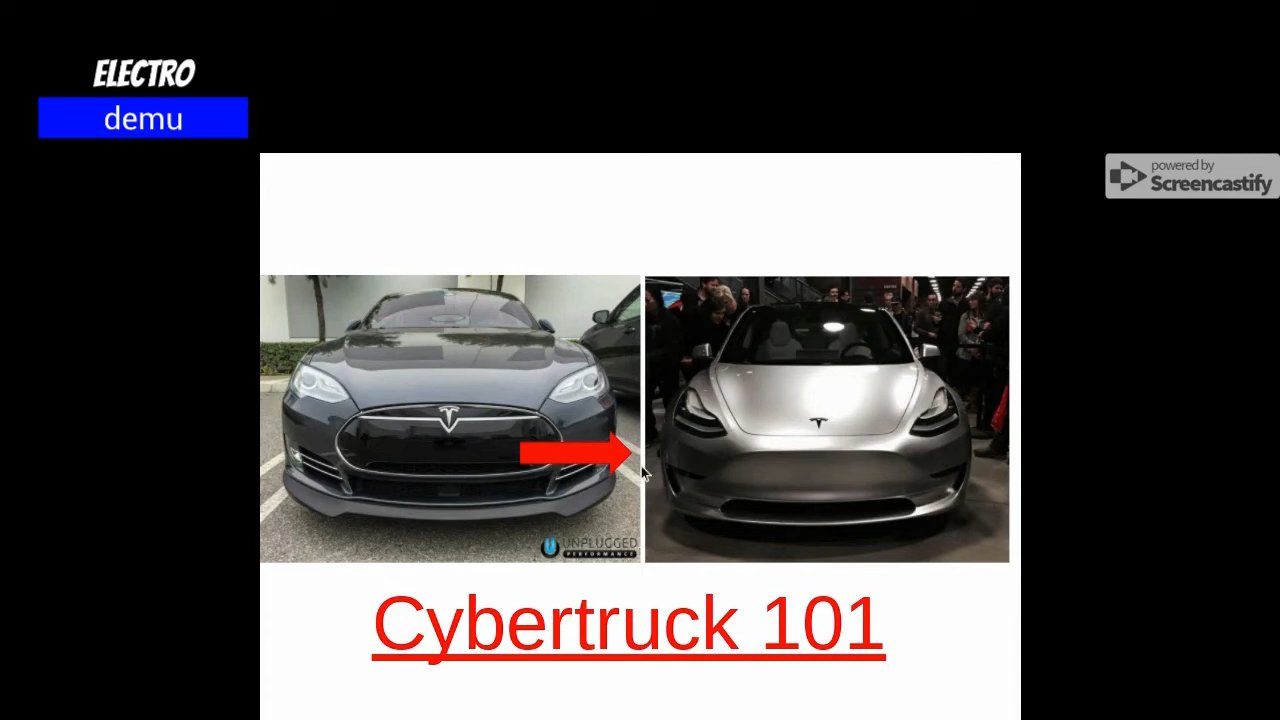 ELECTRO
demu
powered by
Screencastify
UNPLUGGED
PERFORMANCE
Cybertruck 101